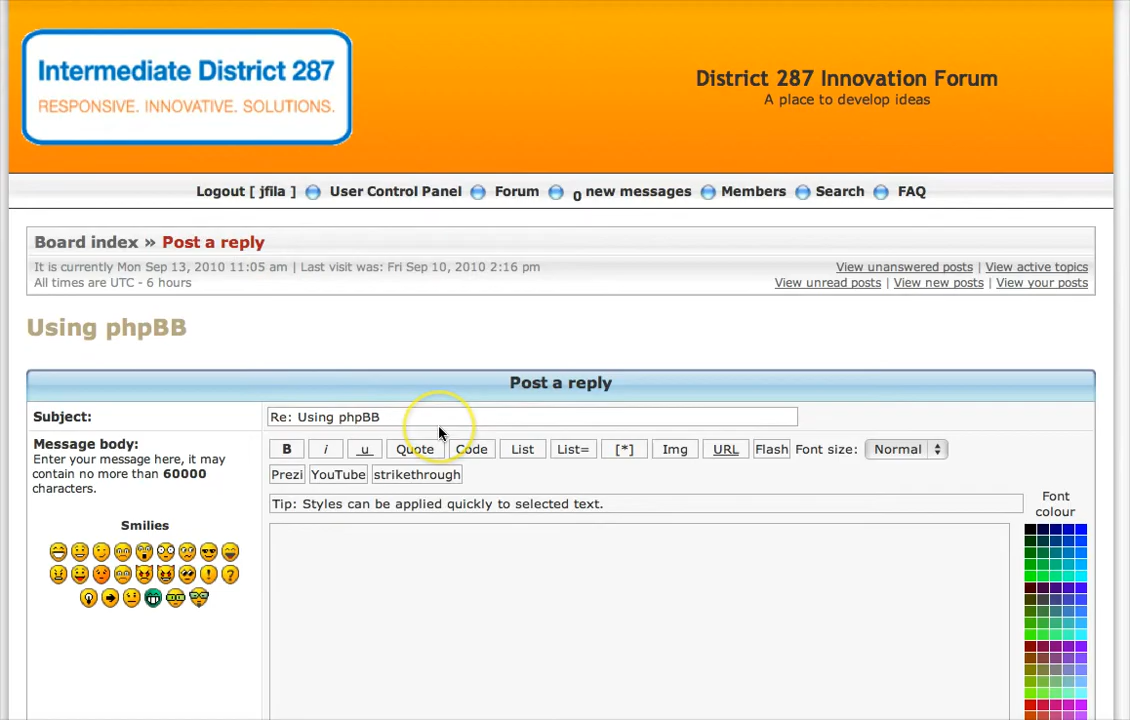 Intermediate District 287
RESPONSIVE. INNOVATIVE. SOLUTIONS.
District 287 Innovation Forum
A place to develop ideas
Logout [ jfila ] User Control Panel Forum 0 new messages Members Search FAQ
Board index » Post a reply
It is currently Mon Sep 13, 2010 11:05 am | Last visit was: Fri Sep 10, 2010 2:16 pm
All times are UTC - 6 hours
View unanswered posts | View active topics
View unread posts | View new posts | View your posts
Using phpBB
Post a reply
Subject:
Re: Using phpBB
Message body:
Enter your message here, it may
contain no more than 60000
characters.
B i u Quote Code List List= [*] Img URL Flash Font size: Normal
Prezi YouTube strikethrough
Tip: Styles can be applied quickly to selected text.
Font
colour
Smilies